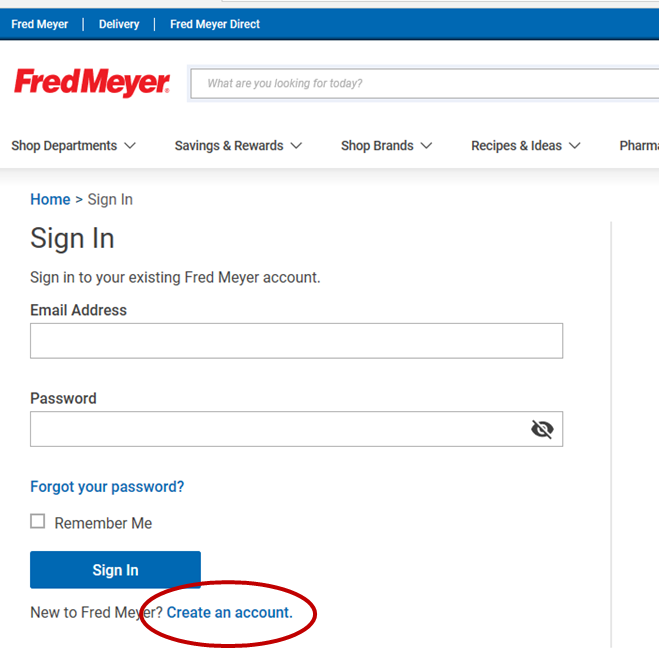 Fred Meyer | Delivery | Fred Meyer Direct
FredMeyer
What are you looking for today?
Shop Departments Savings & Rewards Shop Brands Recipes & Ideas Pharma
Home > Sign In
Sign In
Sign in to your existing Fred Meyer account.
Email Address
Password
Forgot your password?
Remember Me
Sign In
New to Fred Meyer? Create an account.